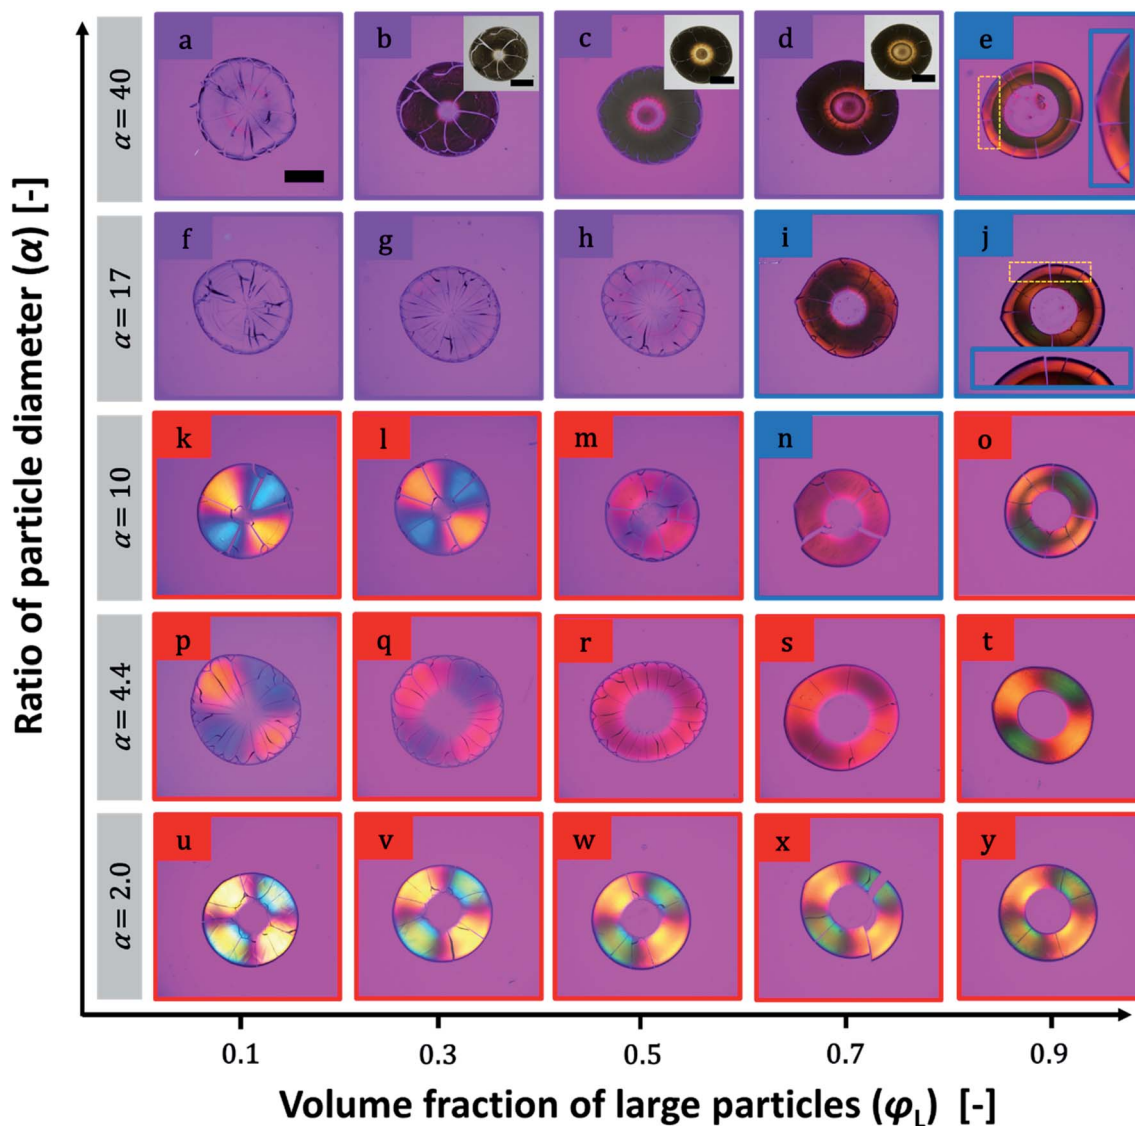 Ratio of particle diameter (α) [-]
α = 40
a
b
c
d
e
α = 17
f
g
h
i
j
α = 10
k
l
m
n
o
α = 4.4
p
q
r
s
t
α = 2.0
u
v
w
x
y
0.1
0.3
0.5
0.7
0.9
Volume fraction of large particles (φL) [-]